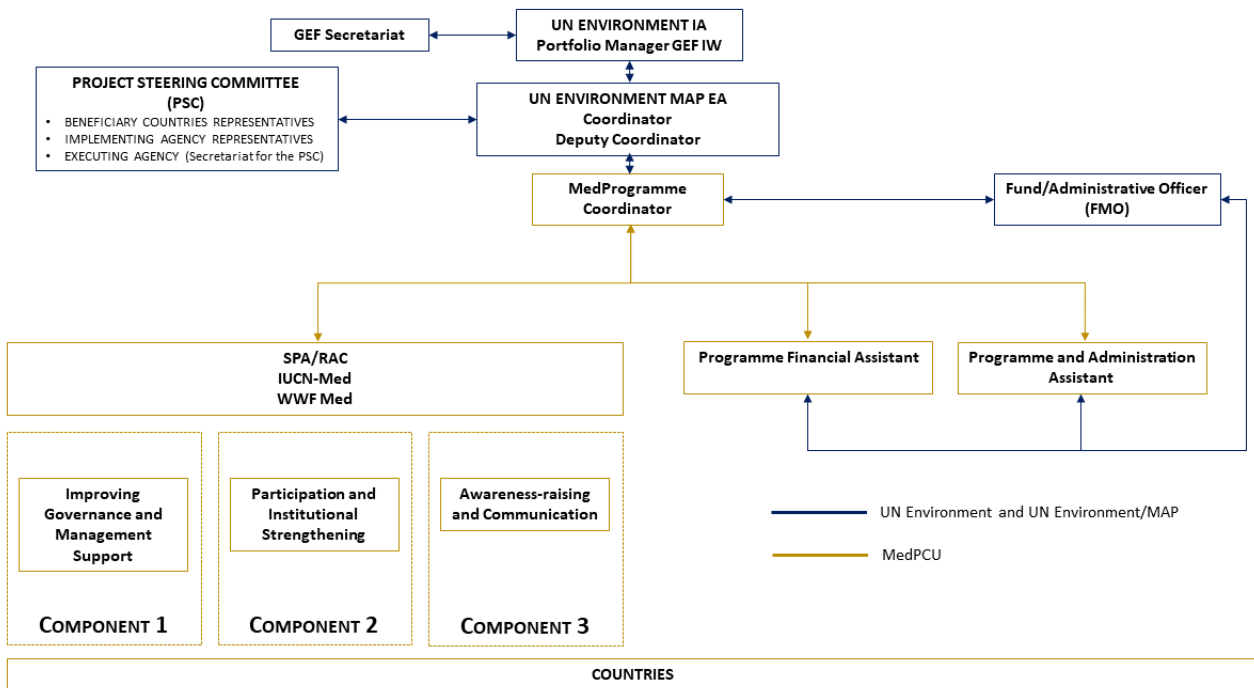 GEF Secretariat
UN ENVIRONMENT IA
Portfolio Manager GEF IW
PROJECT STEERING COMMITTEE
(PSC)
• BENEFICIARY COUNTRIES REPRESENTATIVES
• IMPLEMENTING AGENCY REPRESENTATIVES
• EXECUTING AGENCY (Secretariat for the PSC)
UN ENVIRONMENT MAP EA
Coordinator
Deputy Coordinator
MedProgramme
Coordinator
Fund/Administrative Officer
(FMO)
SPA/RAC
IUCN-Med
WWF Med
Programme Financial Assistant
Programme and Administration
Assistant
Improving
Governance and
Management
Support
COMPONENT 1
Participation and
Institutional
Strengthening
COMPONENT 2
Awareness-raising
and Communication
COMPONENT 3
UN Environment and UN Environment/MAP
MedPCU
COUNTRIES